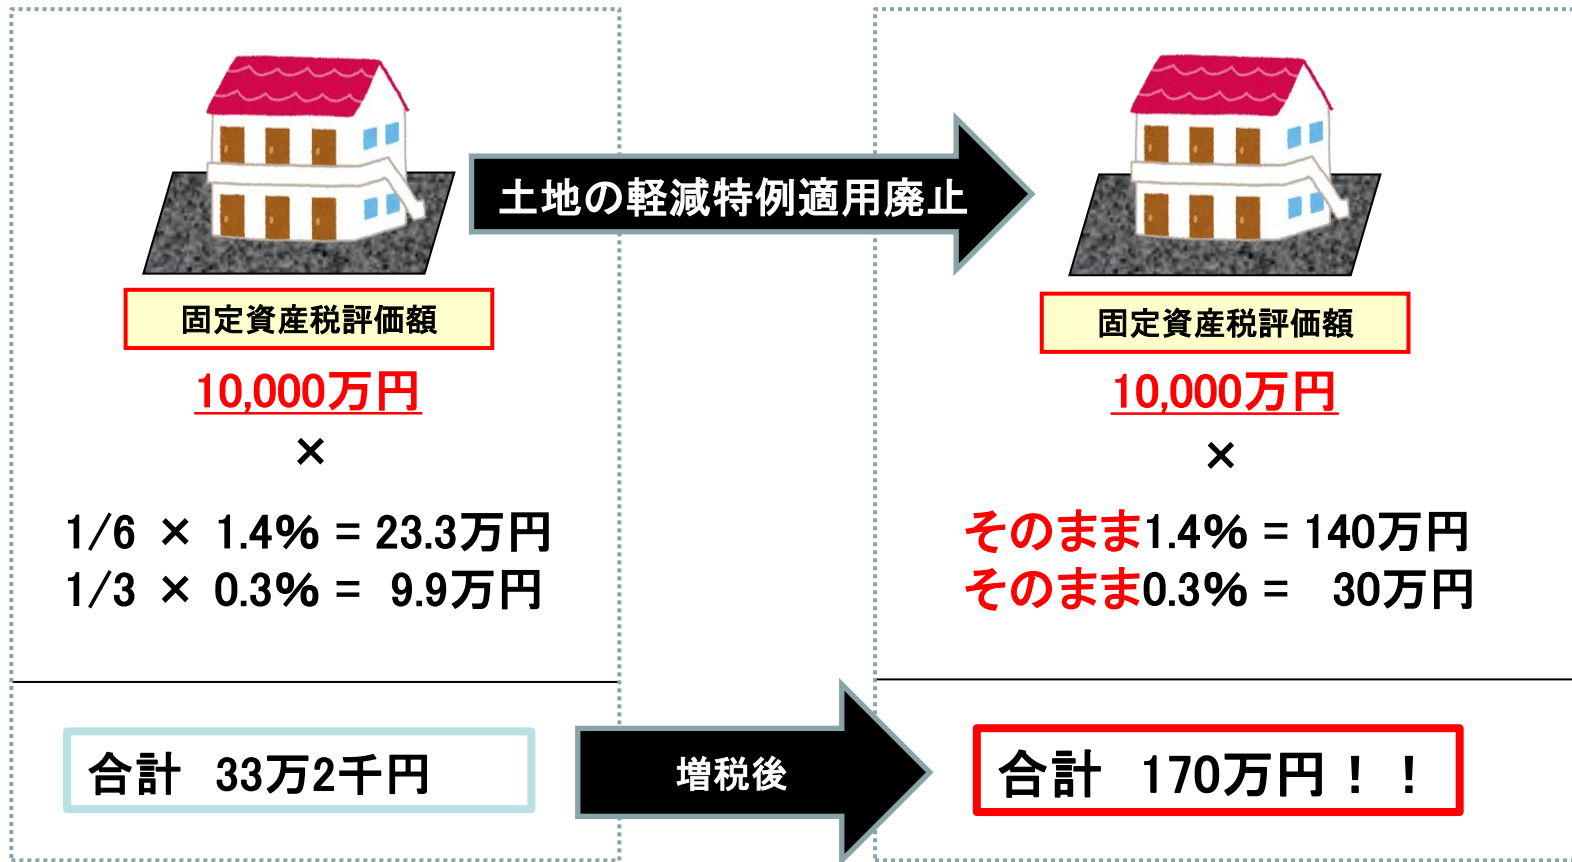 土地の軽減特例適用廃止
固定資産税評価額
10,000万円
×
1/6 × 1.4% = 23.3万円
1/3 × 0.3% = 9.9万円
合計 33万2千円
増税後
固定資産税評価額
10,000万円
×
そのまま1.4% = 140万円
そのまま0.3% = 30万円
合計 170万円！！